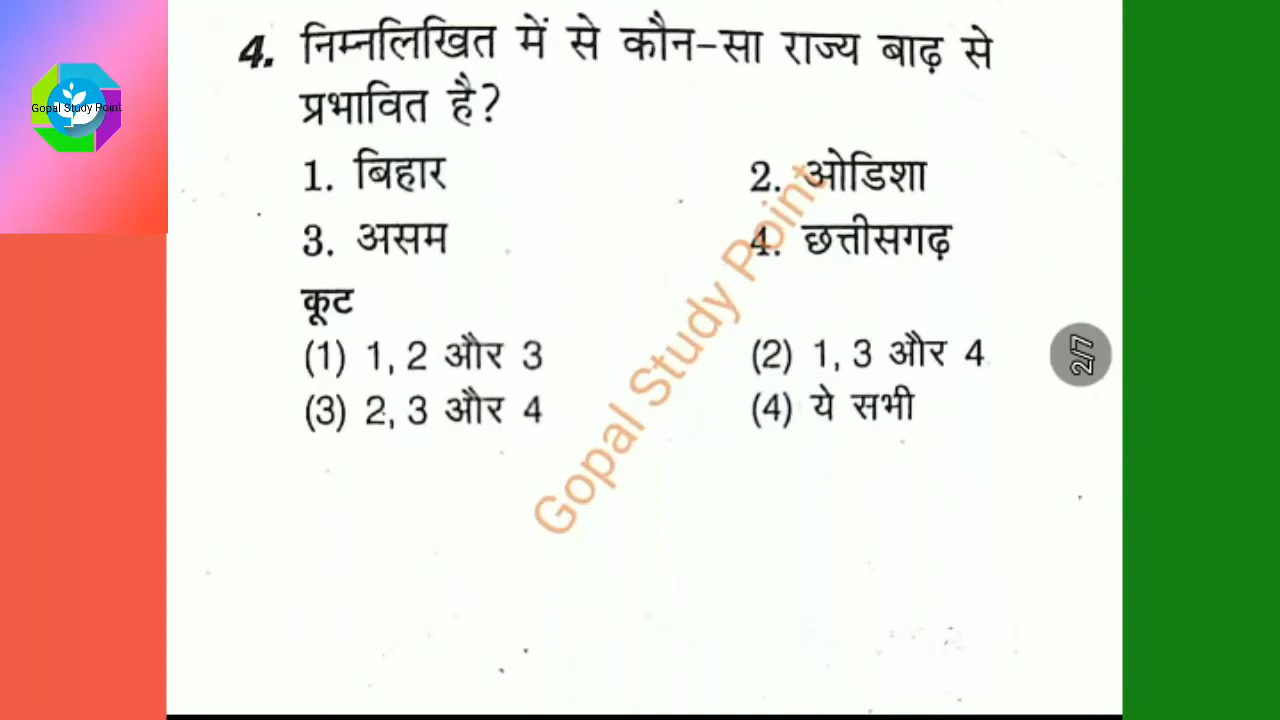 Gopal Study Point
4. निम्नलिखित में से कौन-सा राज्य बाढ़ से
प्रभावित है?
1. बिहार 2. ओडिशा
3. असम 4. छत्तीसगढ़
कूट
(1) 1, 2 और 3 (2) 1, 3 और 4
(3) 2, 3 और 4 (4) ये सभी
Gopal Study Point
2/7